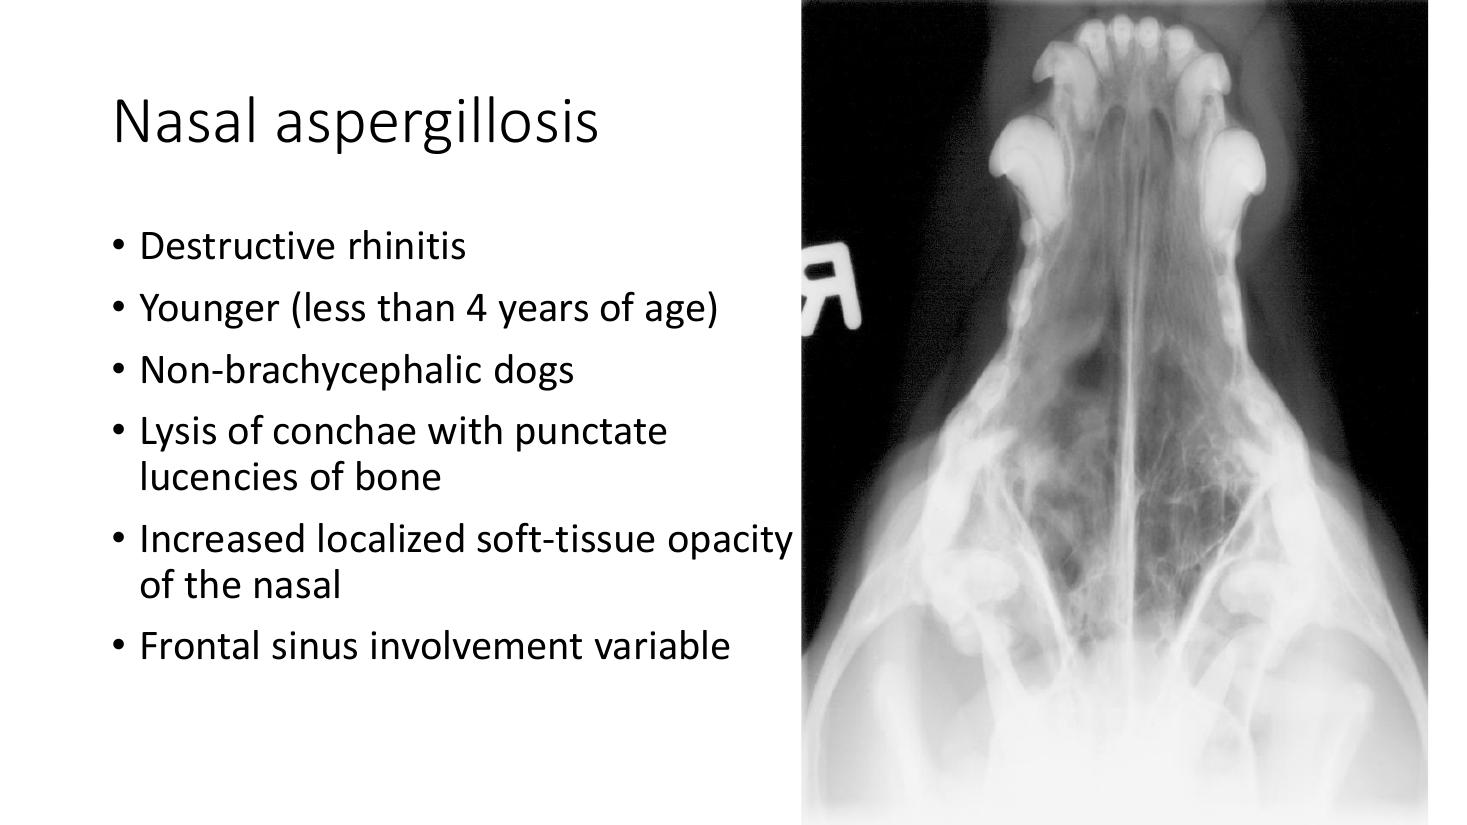 Nasal aspergillosis
• Destructive rhinitis
• Younger (less than 4 years of age)
• Non-brachycephalic dogs
• Lysis of conchae with punctate
lucencies of bone
• Increased localized soft-tissue opacity
of the nasal
• Frontal sinus involvement variable
R